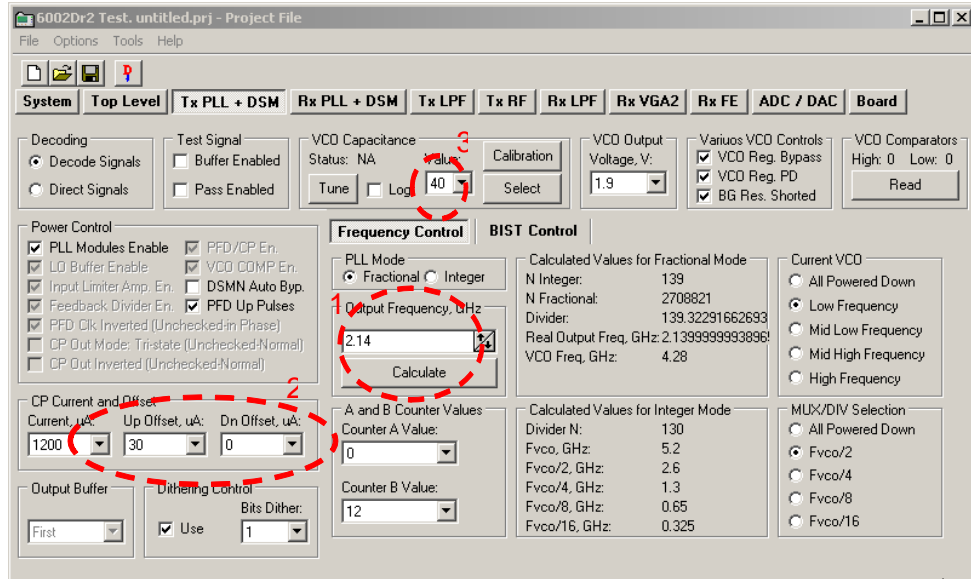 6002Dr2 Test. untitled.prj - Project File
File Options Tools Help
System Top Level Tx PLL + DSM Rx PLL + DSM Tx LPF Tx RF Rx LPF Rx VGA2 Rx FE ADC / DAC Board
Decoding
Decode Signals
Direct Signals
Test Signal
Buffer Enabled
Pass Enabled
VCO Capacitance
3
Status: NA Value:
Tune Log 40
Calibration
Select
VCO Output
Voltage, V:
1.9
Variuos VCO Controls
VCO Reg. Bypass
VCO Reg. PD
BG Res. Shorted
VCO Comparators
High: 0 Low: 0
Read
Power Control
PLL Modules Enable PFD/CP En.
LO Buffer Enable VCO COMP En.
Input Limiter Amp. En. DSMN Auto Byp.
Feedback Divider En. PFD Up Pulses
PFD Clk Inverted (Unchecked-in Phase)
CP Out Mode: Tri-state (Unchecked-Normal)
CP Out Inverted (Unchecked-Normal)
Frequency Control BIST Control
PLL Mode
Fractional Integer
1
Output Frequency, GHz
2.14
Calculate
Calculated Values for Fractional Mode
N Integer: 139
N Fractional: 2708821
Divider: 139.32291662693
Real Output Freq, GHz: 2.1399999993896
VCO Freq, GHz: 4.28
Current VCO
All Powered Down
Low Frequency
Mid Low Frequency
Mid High Frequency
High Frequency
2
CP Current and Offset
Current, uA: Up Offset, uA: Dn Offset, uA:
1200 30 0
A and B Counter Values
Counter A Value:
0
Counter B Value:
12
Calculated Values for Integer Mode
Divider N: 130
Fvco, GHz: 5.2
Fvco/2, GHz: 2.6
Fvco/4, GHz: 1.3
Fvco/8, GHz: 0.65
Fvco/16, GHz: 0.325
MUX/DIV Selection
All Powered Down
Fvco/2
Fvco/4
Fvco/8
Fvco/16
Output Buffer
First
Dithering Control
Bits Dither:
Use 1